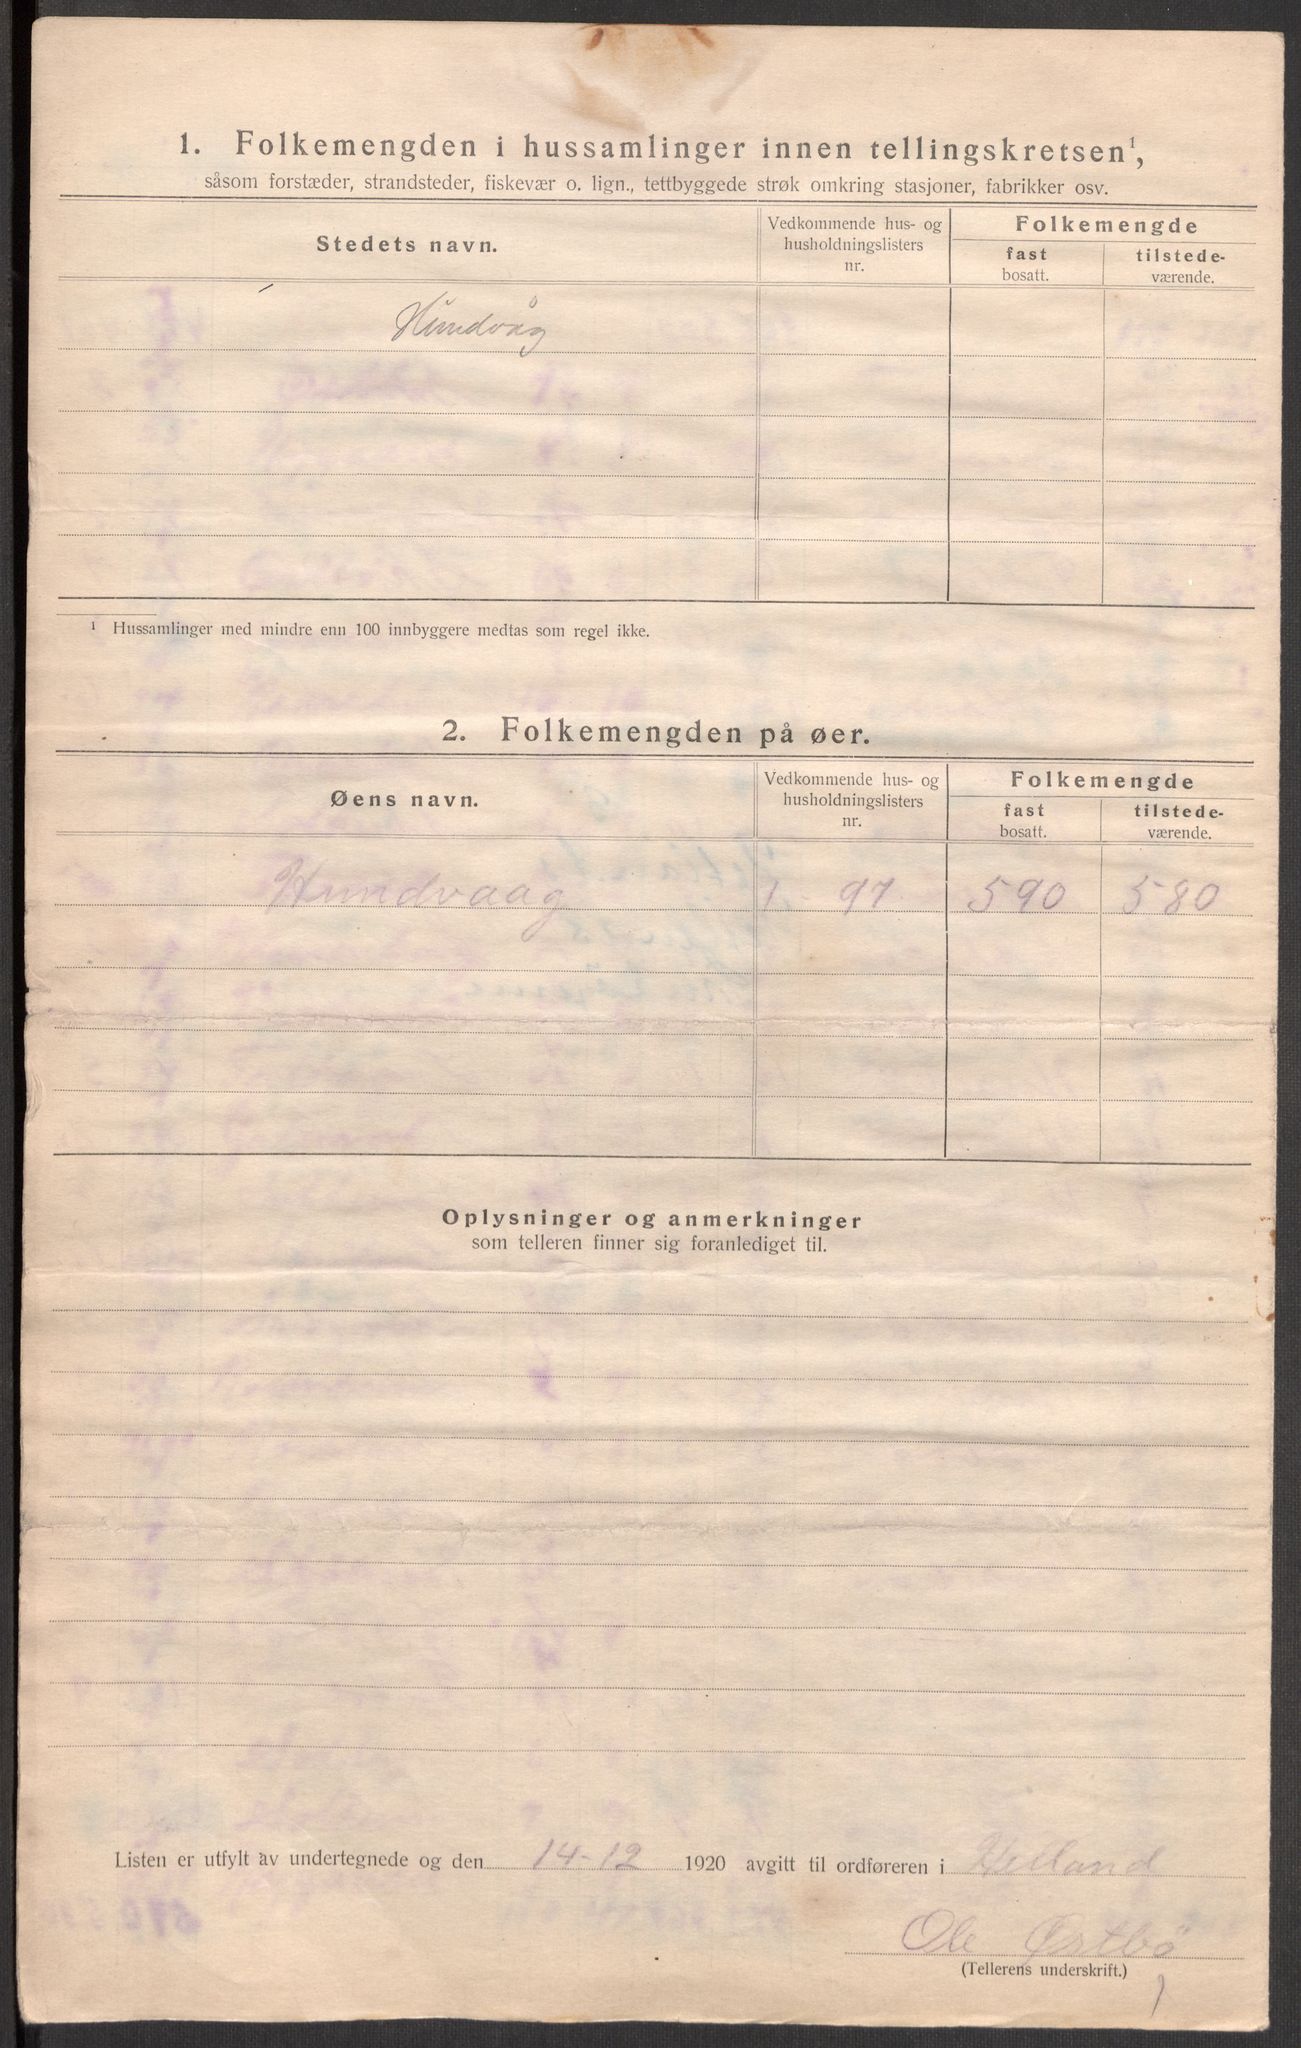 1. Folkemengden i hussamlinger innen tellingskretsen¹,
såsom forstæder, strandsteder, fiskevær o. lign., tettbyggede strøk omkring stasjoner, fabrikker osv.
Stedets navn.
Vedkommende hus- og
husholdningslisters
nr.
Folkemengde
fast
bosatt.
tilstede-
værende.
Hundvåg
¹ Hussamlinger med mindre enn 100 innbyggere medtas som regel ikke.
2. Folkemengden på øer.
Øens navn.
Vedkommende hus- og
husholdningslisters
nr.
Folkemengde
fast
bosatt.
tilstede-
værende.
Hundvaag 1 - 97 590 580
Oplysninger og anmerkninger
som telleren finner sig foranlediget til.
Listen er utfylt av undertegnede og den 14-12 1920 avgitt til ordføreren i Hetland
Ole Østbö
(Tellerens underskrift.)